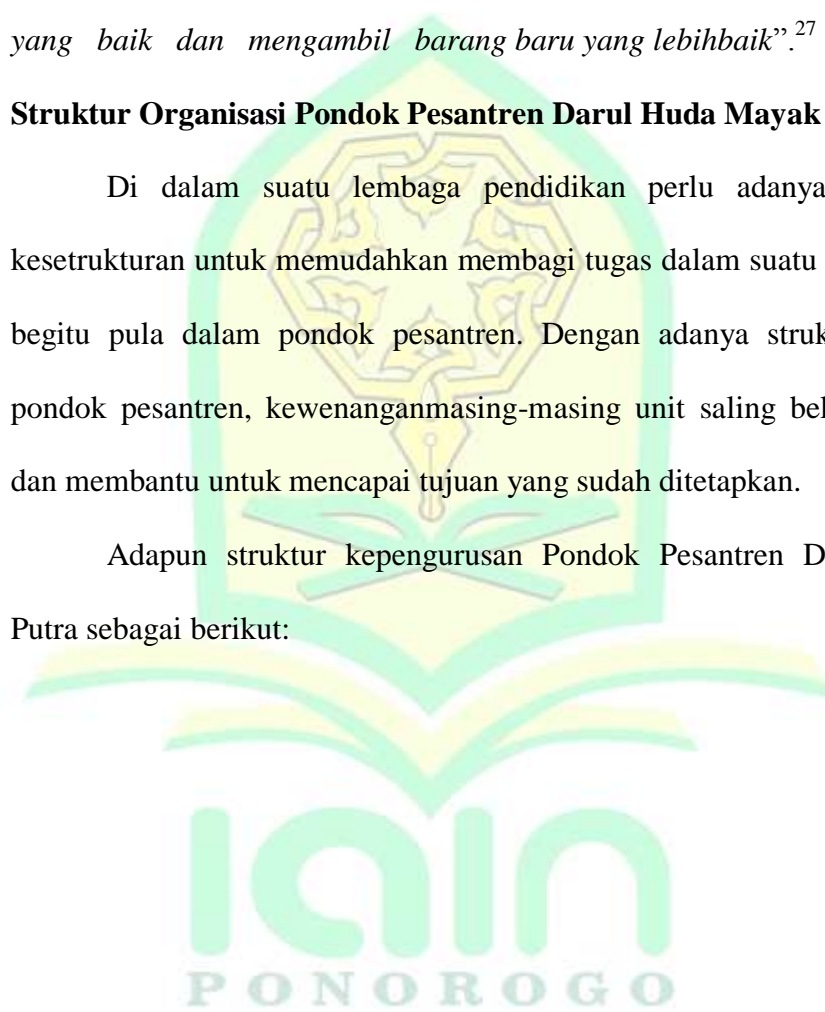 yang baik dan mengambil barang baru yang lebihbaik”.27
Struktur Organisasi Pondok Pesantren Darul Huda Mayak
Di dalam suatu lembaga pendidikan perlu adanya
kesetrukturan untuk memudahkan membagi tugas dalam suatu
begitu pula dalam pondok pesantren. Dengan adanya struk
pondok pesantren, kewenanganmasing-masing unit saling bel
dan membantu untuk mencapai tujuan yang sudah ditetapkan.
Adapun struktur kepengurusan Pondok Pesantren D
Putra sebagai berikut:
iain
PONOROGO